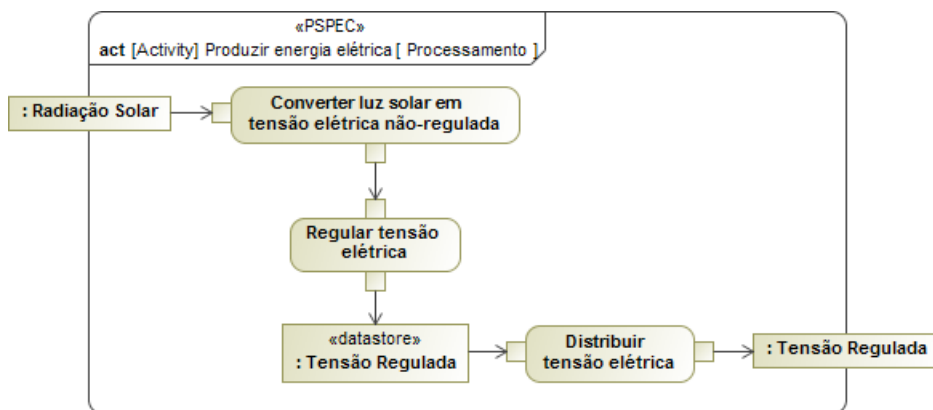 «PSPEC»
act [Activity] Produzir energia elétrica [ Processamento ]
: Radiação Solar
Converter luz solar em
tensão elétrica não-regulada
Regular tensão
elétrica
«datastore»
: Tensão Regulada
Distribuir
tensão elétrica
: Tensão Regulada